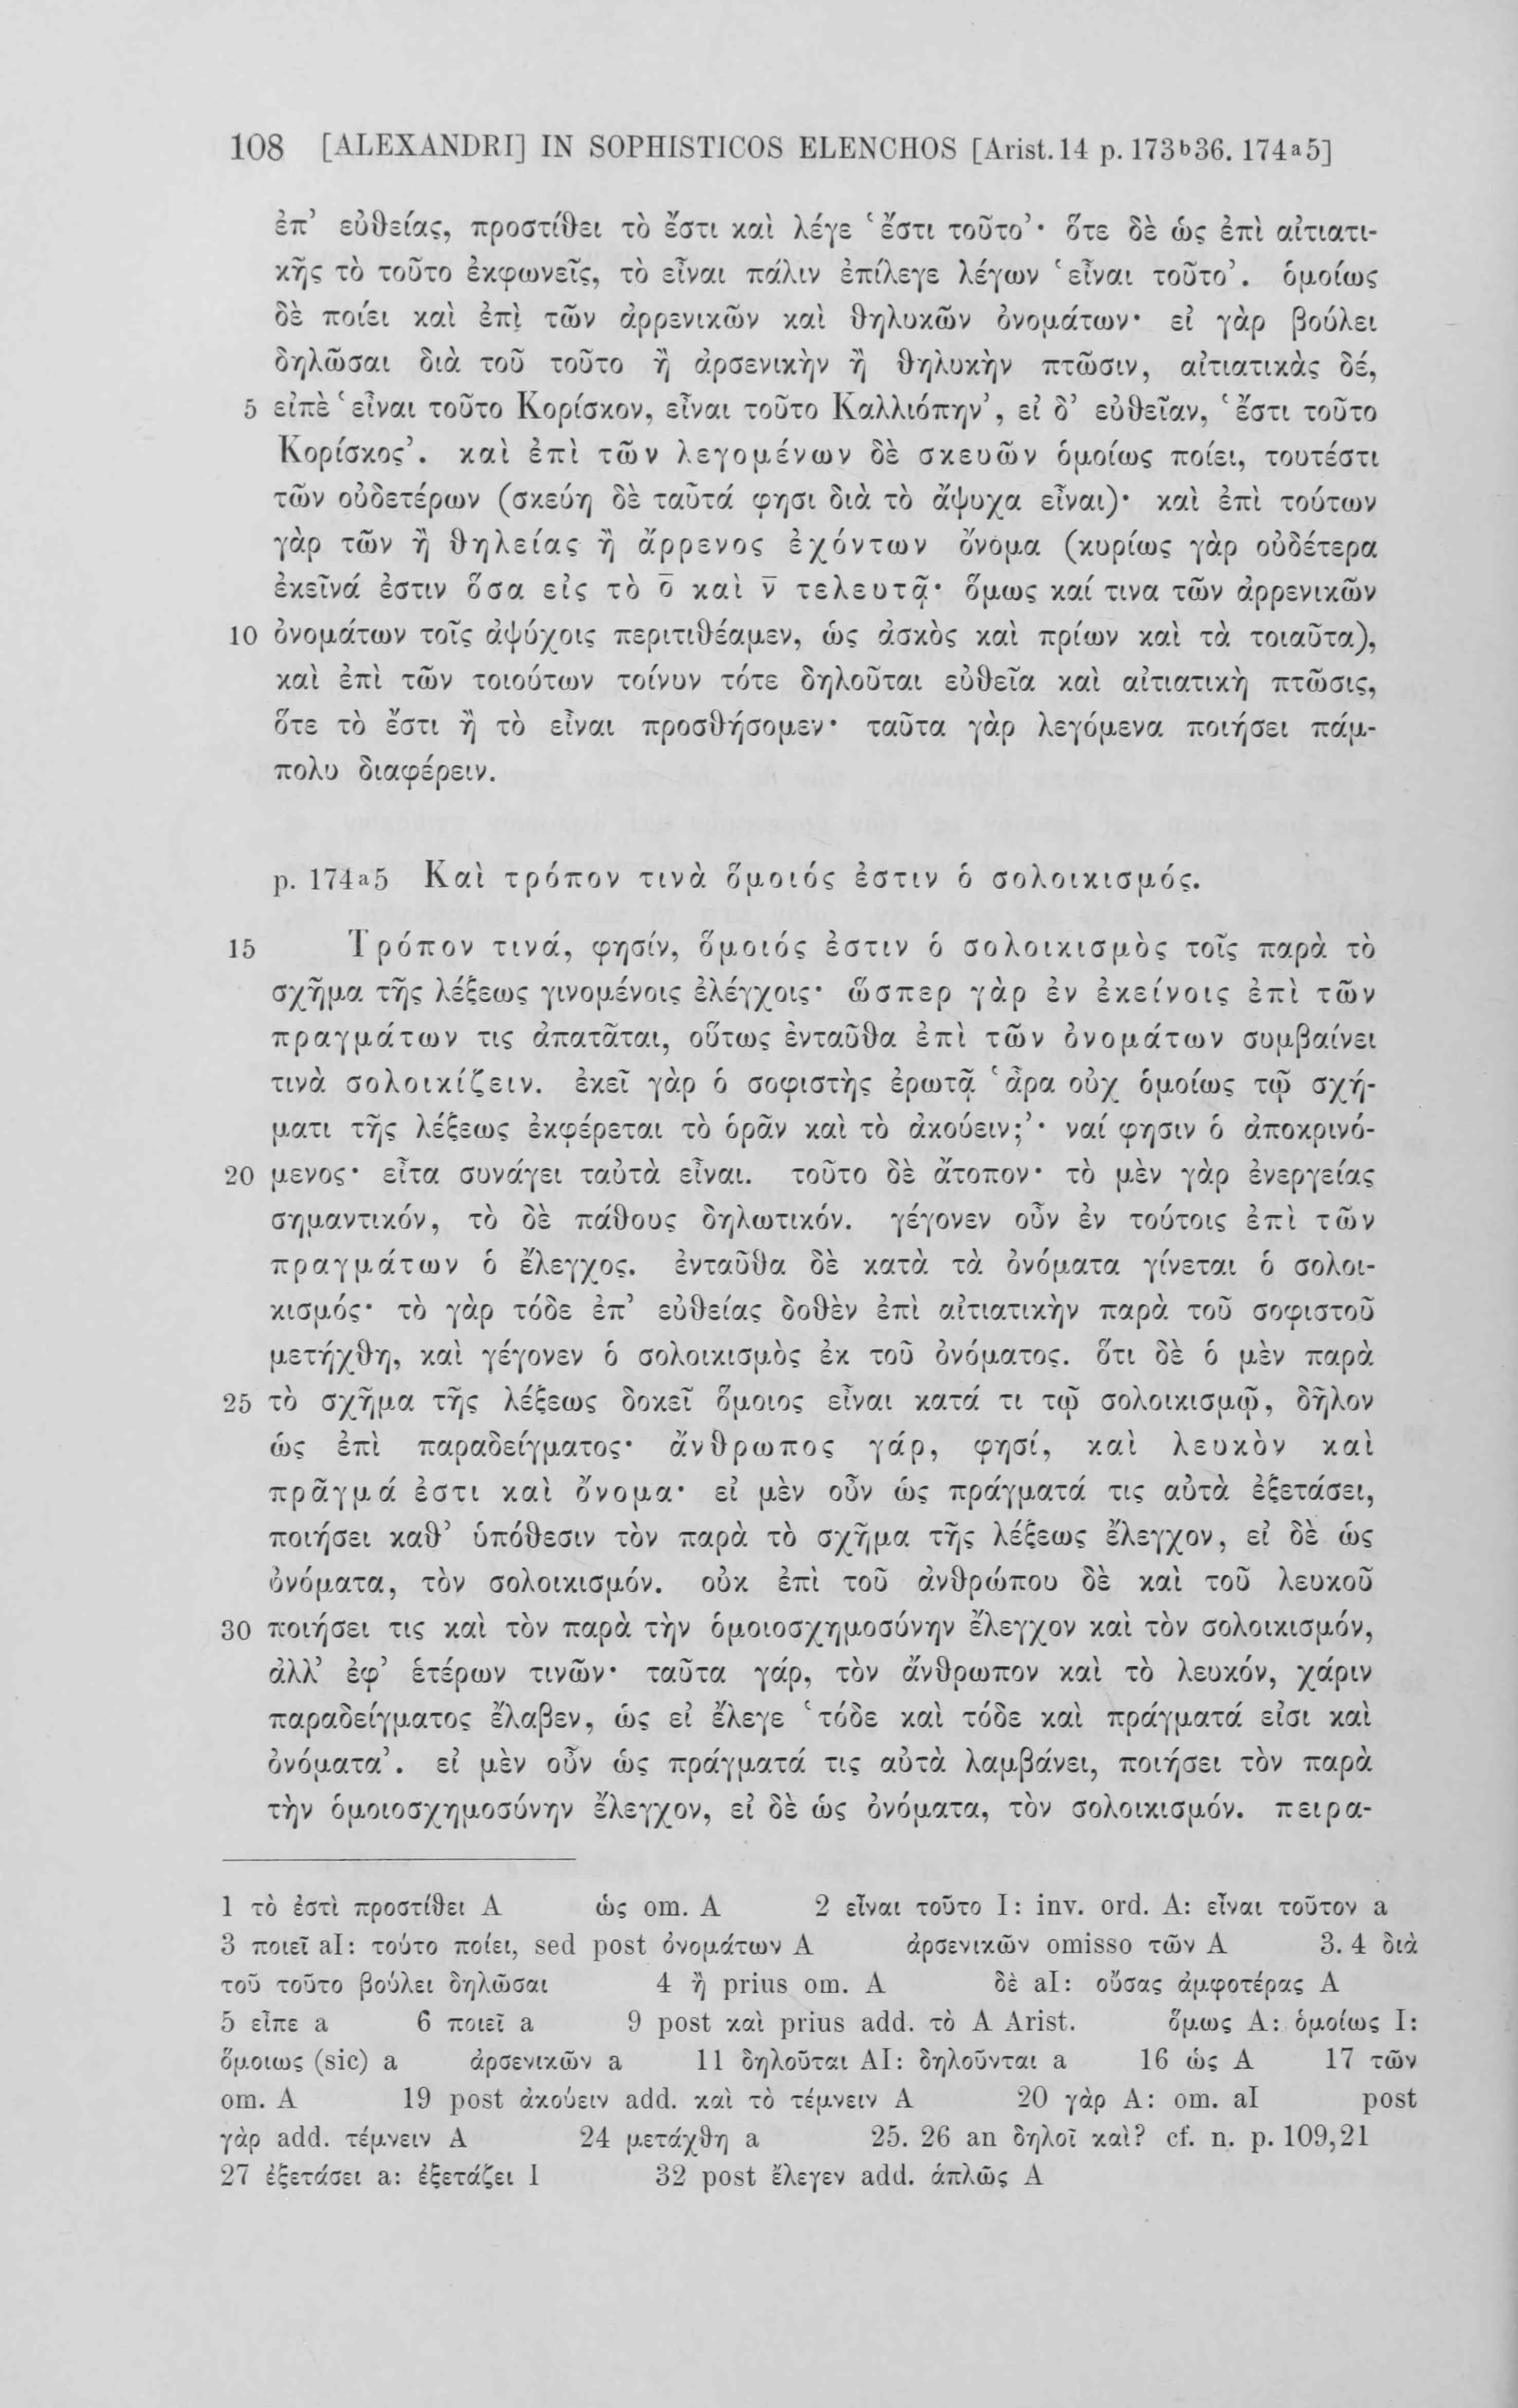 108 [ALEXANDRI] IN SOPHISTICOS ELENCHOS [Arist. 14 p. 173ᵇ36. 174ᵃ5]
ἐπ’ εὐθείας, προστίθει τὸ ἔστι καὶ λέγε ‘ἔστι τοῦτο’· ὅτε δὲ ὡς ἐπὶ αἰτιατι-
κῆς τὸ τοῦτο ἐκφωνεῖς, τὸ εἶναι πάλιν ἐπίλεγε λέγων ‘εἶναι τοῦτο’. ὁμοίως
δὲ ποίει καὶ ἐπὶ τῶν ἀρρενικῶν καὶ θηλυκῶν ὀνομάτων· εἰ γὰρ βούλει
δηλῶσαι διὰ τοῦ τοῦτο ἢ ἀρσενικὴν ἢ θηλυκὴν πτῶσιν, αἰτιατικὰς δέ,
5 εἰπὲ ‘εἶναι τοῦτο Κορίσκον, εἶναι τοῦτο Καλλιόπην’, εἰ δ’ εὐθεῖαν, ‘ἔστι τοῦτο
Κορίσκος’. καὶ ἐπὶ τῶν λεγομένων δὲ σκευῶν ὁμοίως ποίει, τουτέστι
τῶν οὐδετέρων (σκεύη δὲ ταῦτά φησι διὰ τὸ ἄψυχα εἶναι)· καὶ ἐπὶ τούτων
γὰρ τῶν ἢ θηλείας ἢ ἄρρενος ἐχόντων ὄνομα (κυρίως γὰρ οὐδέτερα
ἐκεῖνά ἐστιν ὅσα εἰς τὸ ο̄ καὶ ν̄ τελευτᾷ· ὅμως καί τινα τῶν ἀρρενικῶν
10 ὀνομάτων τοῖς ἀψύχοις περιτιθέαμεν, ὡς ἀσκὸς καὶ πρίων καὶ τὰ τοιαῦτα),
καὶ ἐπὶ τῶν τοιούτων τοίνυν τότε δηλοῦται εὐθεῖα καὶ αἰτιατικὴ πτῶσις,
ὅτε τὸ ἔστι ἢ τὸ εἶναι προσθήσομεν· ταῦτα γὰρ λεγόμενα ποιήσει πάμ-
πολυ διαφέρειν.
p. 174ᵃ5 Καὶ τρόπον τινὰ ὅμοιός ἐστιν ὁ σολοικισμός.
15 Τρόπον τινά, φησίν, ὅμοιός ἐστιν ὁ σολοικισμὸς τοῖς παρὰ τὸ
σχῆμα τῆς λέξεως γινομένοις ἐλέγχοις· ὥσπερ γὰρ ἐν ἐκείνοις ἐπὶ τῶν
πραγμάτων τις ἀπατᾶται, οὕτως ἐνταῦθα ἐπὶ τῶν ὀνομάτων συμβαίνει
τινὰ σολοικίζειν. ἐκεῖ γὰρ ὁ σοφιστὴς ἐρωτᾷ ‘ἆρα οὐχ ὁμοίως τῷ σχή-
ματι τῆς λέξεως ἐκφέρεται τὸ ὁρᾶν καὶ τὸ ἀκούειν;’· ναί φησιν ὁ ἀποκρινό-
20 μενος· εἶτα συνάγει ταὐτὰ εἶναι. τοῦτο δὲ ἄτοπον· τὸ μὲν γὰρ ἐνεργείας
σημαντικόν, τὸ δὲ πάθους δηλωτικόν. γέγονεν οὖν ἐν τούτοις ἐπὶ τῶν
πραγμάτων ὁ ἔλεγχος. ἐνταῦθα δὲ κατὰ τὰ ὀνόματα γίνεται ὁ σολοι-
κισμός· τὸ γὰρ τόδε ἐπ’ εὐθείας δοθὲν ἐπὶ αἰτιατικὴν παρὰ τοῦ σοφιστοῦ
μετήχθη, καὶ γέγονεν ὁ σολοικισμὸς ἐκ τοῦ ὀνόματος. ὅτι δὲ ὁ μὲν παρὰ
25 τὸ σχῆμα τῆς λέξεως δοκεῖ ὅμοιος εἶναι κατά τι τῷ σολοικισμῷ, δῆλον
ὡς ἐπὶ παραδείγματος· ἄνθρωπος γάρ, φησί, καὶ λευκὸν καὶ
πρᾶγμά ἐστι καὶ ὄνομα· εἰ μὲν οὖν ὡς πράγματά τις αὐτὰ ἐξετάσει,
ποιήσει καθ’ ὑπόθεσιν τὸν παρὰ τὸ σχῆμα τῆς λέξεως ἔλεγχον, εἰ δὲ ὡς
ὀνόματα, τὸν σολοικισμόν. οὐκ ἐπὶ τοῦ ἀνθρώπου δὲ καὶ τοῦ λευκοῦ
30 ποιήσει τις καὶ τὸν παρὰ τὴν ὁμοιοσχημοσύνην ἔλεγχον καὶ τὸν σολοικισμόν,
ἀλλ’ ἐφ’ ἑτέρων τινῶν· ταῦτα γάρ, τὸν ἄνθρωπον καὶ τὸ λευκόν, χάριν
παραδείγματος ἔλαβεν, ὡς εἰ ἔλεγε ‘τόδε καὶ τόδε καὶ πράγματά εἰσι καὶ
ὀνόματα’. εἰ μὲν οὖν ὡς πράγματά τις αὐτὰ λαμβάνει, ποιήσει τὸν παρὰ
τὴν ὁμοιοσχημοσύνην ἔλεγχον, εἰ δὲ ὡς ὀνόματα, τὸν σολοικισμόν. πειρα-
1 τὸ ἐστὶ προστίθει A ὡς om. A 2 εἶναι τοῦτο I: inv. ord. A: εἶναι τοῦτον a
3 ποιεῖ aI: τούτο ποίει, sed post ὀνομάτων A ἀρσενικῶν omisso τῶν A 3. 4 διὰ
τοῦ τοῦτο βούλει δηλῶσαι 4 ἢ prius om. A δὲ aI: οὔσας ἀμφοτέρας A
5 εἶπε a 6 ποιεῖ a 9 post καὶ prius add. τὸ A Arist. ὅμως A: ὁμοίως I:
ὅμοιως (sic) a ἀρσενικῶν a 11 δηλοῦται AI: δηλοῦνται a 16 ὡς A 17 τῶν
om. A 19 post ἀκούειν add. καὶ τὸ τέμνειν A 20 γὰρ A: om. aI post
γὰρ add. τέμνειν A 24 μετάχθη a 25. 26 an δηλοῖ καὶ? cf. n. p. 109,21
27 ἐξετάσει a: ἐξετάζει I 32 post ἔλεγεν add. ἁπλῶς A